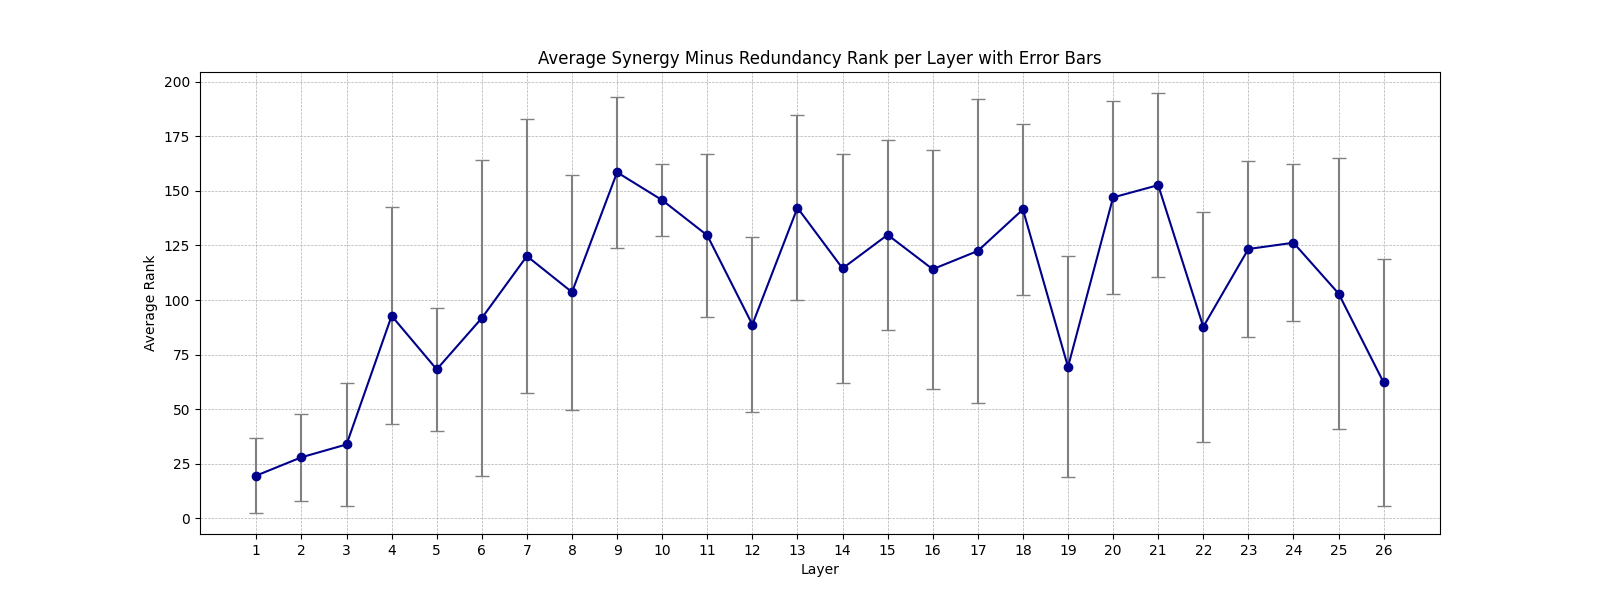 Average Synergy Minus Redundancy Rank per Layer with Error Bars
200
175
150
125
100
75
50
25
0
Average Rank
1 2 3 4 5 6 7 8 9 10 11 12 13 14 15 16 17 18 19 20 21 22 23 24 25 26
Layer